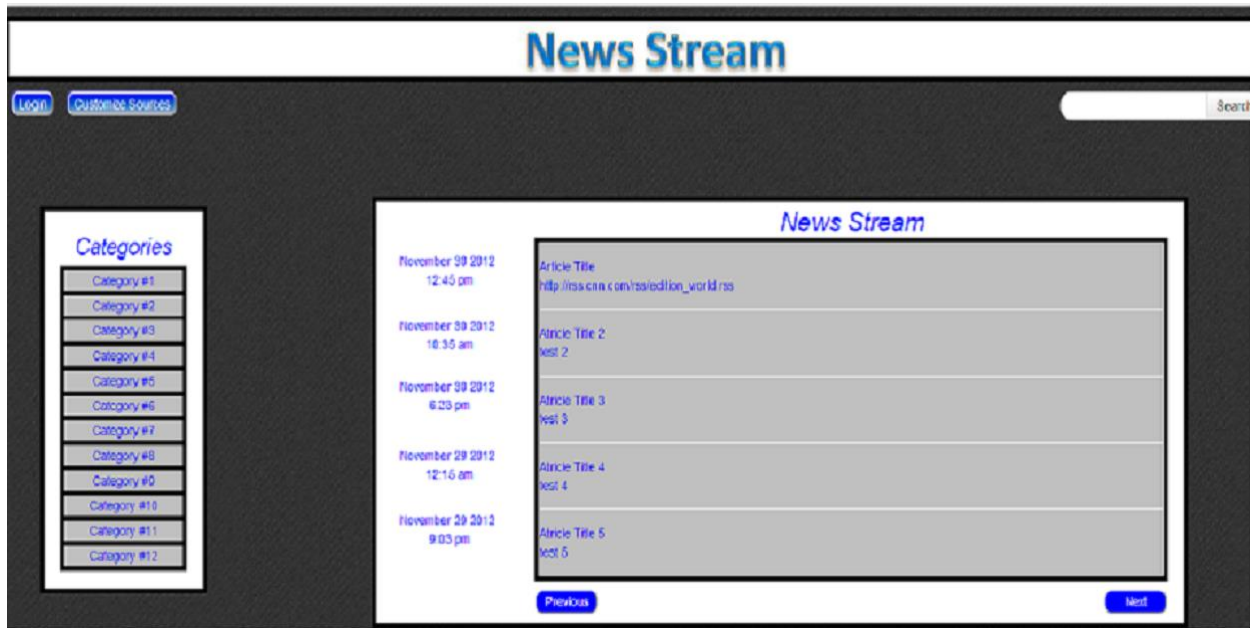 News Stream
Login
Customize Sources
Search
Categories
Category #1
Category #2
Category #3
Category #4
Category #5
Category #6
Category #7
Category #8
Category #9
Category #10
Category #11
Category #12
News Stream
November 30 2012
12:45 pm
Article Title
http://rss.cnn.com/rss/edition_world.rss
November 30 2012
10:35 am
Atricle Title 2
test 2
November 30 2012
6:23 pm
Atricle Title 3
test 3
November 29 2012
12:15 am
Atricle Title 4
test 4
November 29 2012
9:03 pm
Atricle Title 5
test 5
Previous
Next